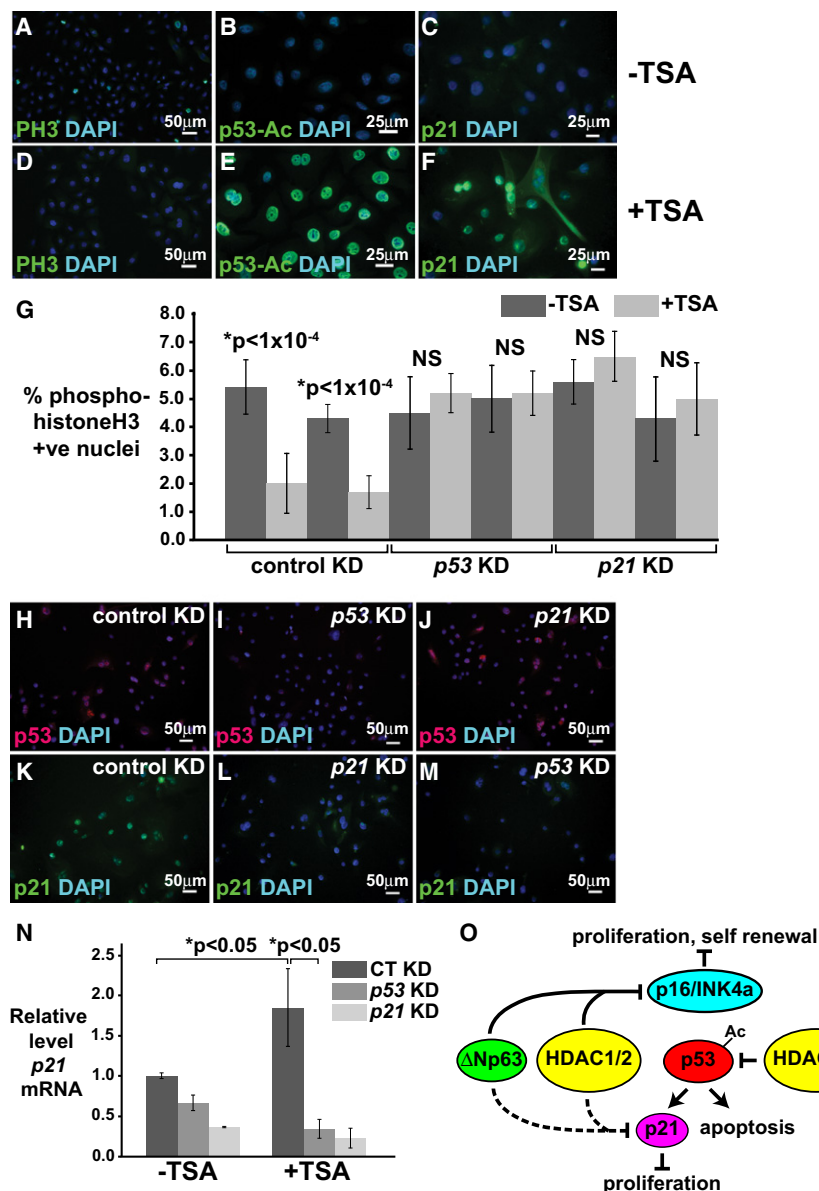 A
B
C
-TSA
PH3 DAPI
50μm
p53-Ac DAPI
25μm
p21 DAPI
25μm
D
E
F
+TSA
PH3 DAPI
50μm
p53-Ac DAPI
25μm
p21 DAPI
25μm
G
-TSA
+TSA
8.0
7.0
6.0
5.0
4.0
3.0
2.0
1.0
0.0
% phospho-
histoneH3
+ve nuclei
*p<1x10⁻⁴
*p<1x10⁻⁴
NS
NS
NS
NS
control KD
p53 KD
p21 KD
H
control KD
I
p53 KD
J
p21 KD
p53 DAPI
50μm
p53 DAPI
50μm
p53 DAPI
50μm
K
control KD
L
p21 KD
M
p53 KD
p21 DAPI
50μm
p21 DAPI
50μm
p21 DAPI
50μm
N
*p<0.05
*p<0.05
CT KD
p53 KD
p21 KD
2.5
2.0
1.5
1.0
0.5
0.0
Relative
level
p21
mRNA
-TSA
+TSA
O
proliferation, self renewal
p16/INK4a
Ac
ΔNp63
HDAC1/2
p53
HDAC
p21
apoptosis
proliferation